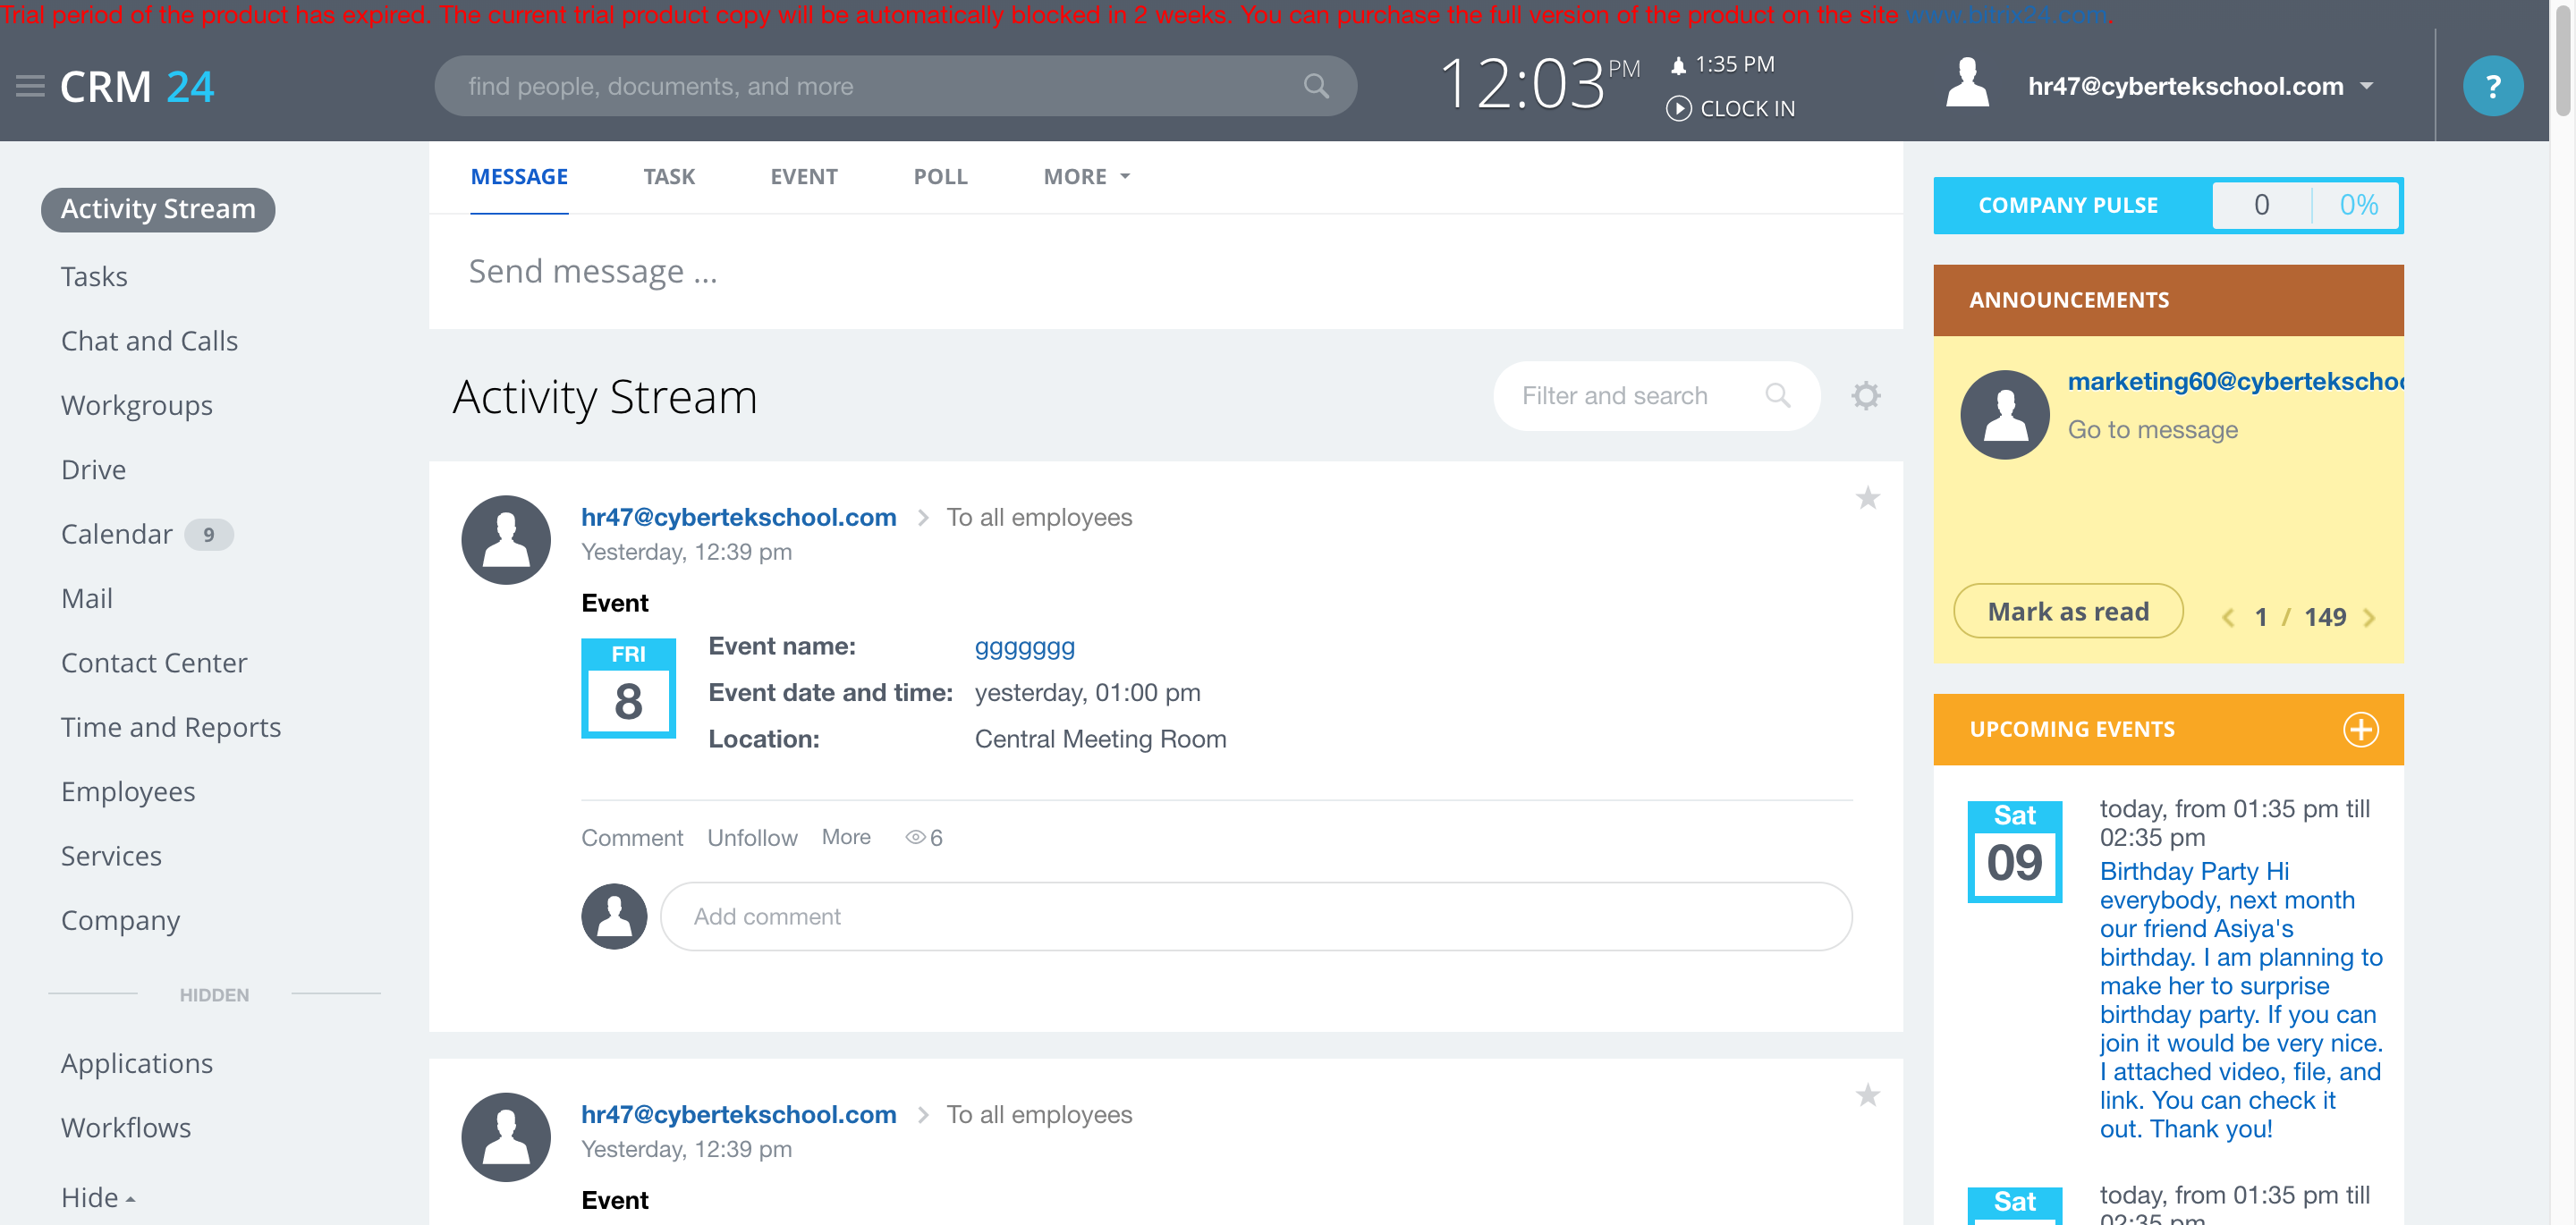 Trial period of the product has expired. The current trial product copy will be automatically blocked in 2 weeks. You can purchase the full version of the product on the site www.bitrix24.com.
CRM 24
find people, documents, and more
12:03 PM
1:35 PM
CLOCK IN
hr47@cybertekschool.com
?
Activity Stream
Tasks
Chat and Calls
Workgroups
Drive
Calendar 9
Mail
Contact Center
Time and Reports
Employees
Services
Company
HIDDEN
Applications
Workflows
Hide
MESSAGE TASK EVENT POLL MORE
Send message ...
Activity Stream
Filter and search
hr47@cybertekschool.com To all employees
Yesterday, 12:39 pm
Event
FRI
8
Event name: ggggggg
Event date and time: yesterday, 01:00 pm
Location: Central Meeting Room
Comment Unfollow More 6
Add comment
hr47@cybertekschool.com To all employees
Yesterday, 12:39 pm
Event
COMPANY PULSE 0 0%
ANNOUNCEMENTS
marketing60@cybertekschoo
Go to message
Mark as read 1 / 149
UPCOMING EVENTS
Sat
09
today, from 01:35 pm till
02:35 pm
Birthday Party Hi
everybody, next month
our friend Asiya's
birthday. I am planning to
make her to surprise
birthday party. If you can
join it would be very nice.
I attached video, file, and
link. You can check it
out. Thank you!
Sat
today, from 01:35 pm till
02:35 pm